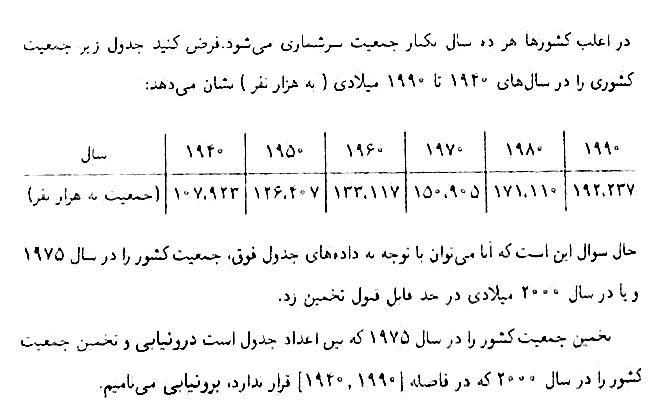 در اغلب کشورها هر ده سال یکبار جمعیت سرشماری می‌شود.فرض کنید جدول زیر جمعیت
کشوری را در سال‌های ۱۹۴۰ تا ۱۹۹۰ میلادی ( به هزار نفر ) نشان می‌دهد:
سال ۱۹۴۰ ۱۹۵۰ ۱۹۶۰ ۱۹۷۰ ۱۹۸۰ ۱۹۹۰
(جمعیت به هزار نفر) ۱۰۷,۹۲۳ ۱۲۶,۴۰۷ ۱۳۳,۱۱۷ ۱۵۰,۹۰۵ ۱۷۱,۱۱۰ ۱۹۲,۲۳۷
حال سوال این است که آیا می‌توان با توجه به داده‌های جدول فوق، جمعیت کشور را در سال ۱۹۷۵
و یا در سال ۲۰۰۰ میلادی در حد قابل قبول تخمین زد.
تخمین جمعیت کشور را در سال ۱۹۷۵ که بین اعداد جدول است درونیابی و تخمین جمعیت
کشور را در سال ۲۰۰۰ که در فاصله [۱۹۴۰,۱۹۹۰] قرار ندارد، برونیابی می‌نامیم.